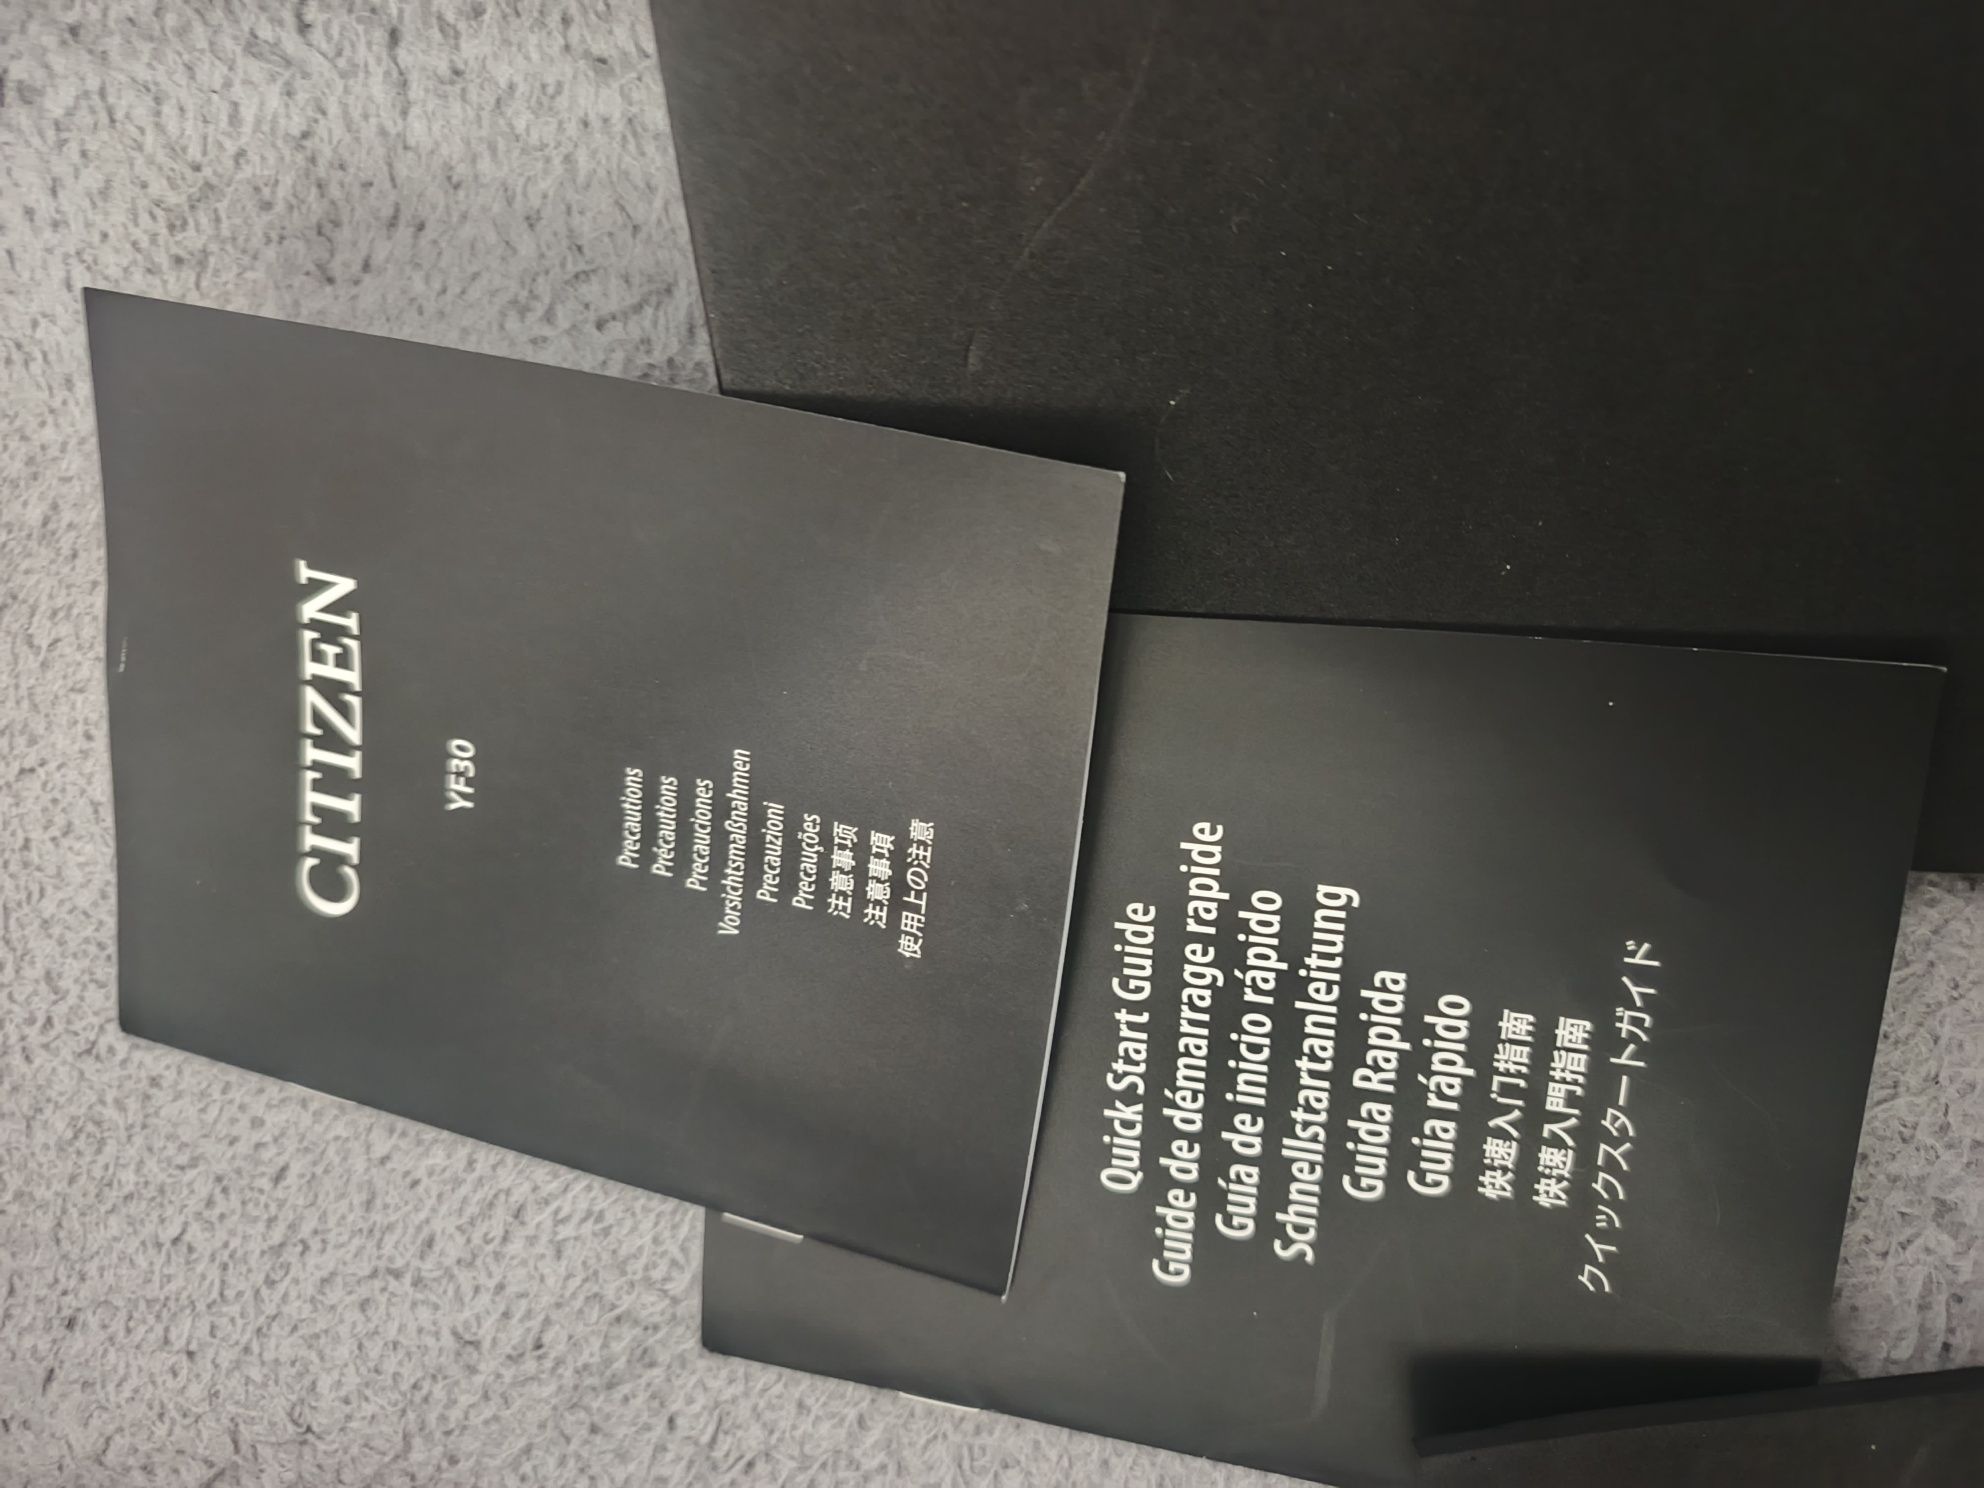 CITIZEN
YF30
Precautions
Précautions
Precauciones
Vorsichtsmaßnahmen
Precauzioni
Precauções
注意事项
注意事項
使用上の注意
Quick Start Guide
Guide de démarrage rapide
Guía de inicio rápido
Schnellstartanleitung
Guida Rapida
Guia rápido
快速入门指南
快速入門指南
クイックスタートガイド